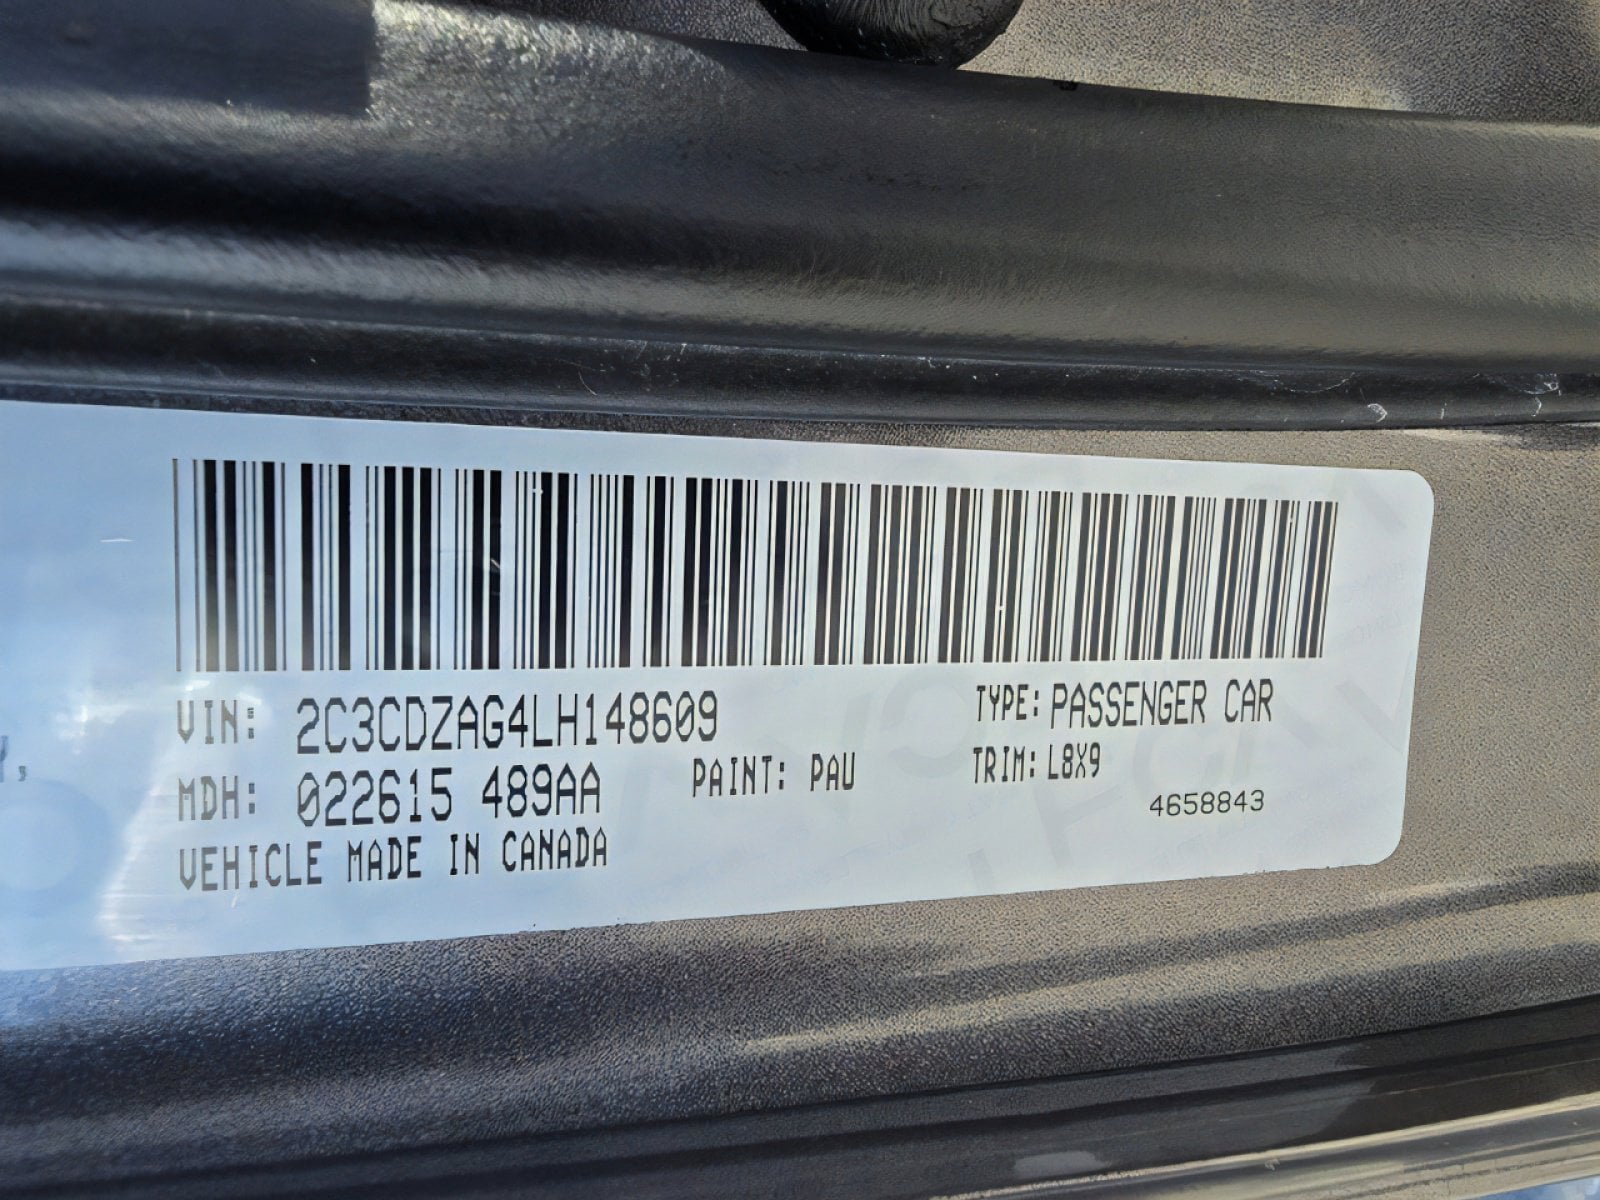 VIN: 2C3CDZAG4LH148609 TYPE: PASSENGER CAR
MDH: 022615 489AA PAINT: PAU TRIM: L8X9
4658843
VEHICLE MADE IN CANADA